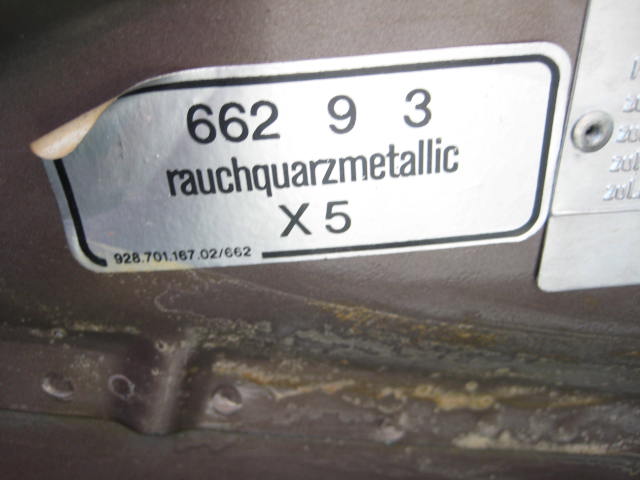 662 9 3
rauchquarzmetallic
X5
928.701.167.02/662